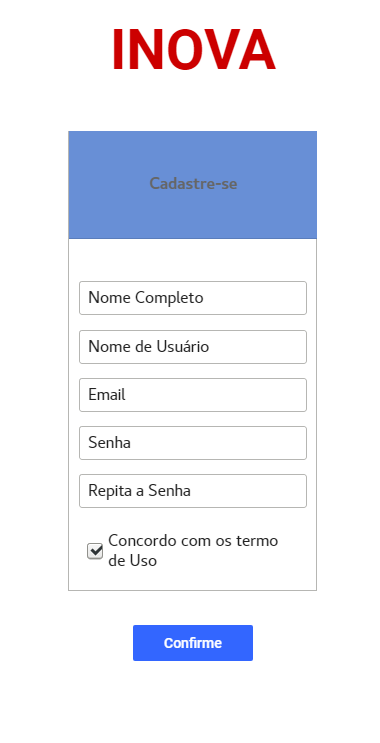 INOVA
Cadastre-se
Nome Completo
Nome de Usuário
Email
Senha
Repita a Senha
Concordo com os termo
de Uso
Confirme